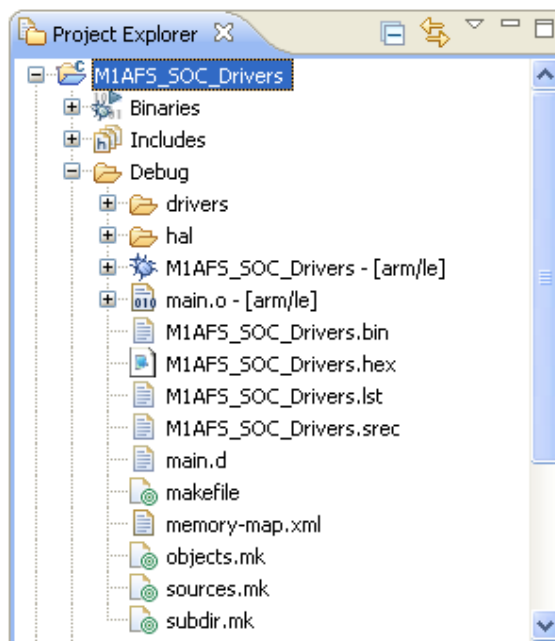 Project Explorer
M1AFS_SOC_Drivers
Binaries
Includes
Debug
drivers
hal
M1AFS_SOC_Drivers - [arm/le]
main.o - [arm/le]
M1AFS_SOC_Drivers.bin
M1AFS_SOC_Drivers.hex
M1AFS_SOC_Drivers.lst
M1AFS_SOC_Drivers.srec
main.d
makefile
memory-map.xml
objects.mk
sources.mk
subdir.mk